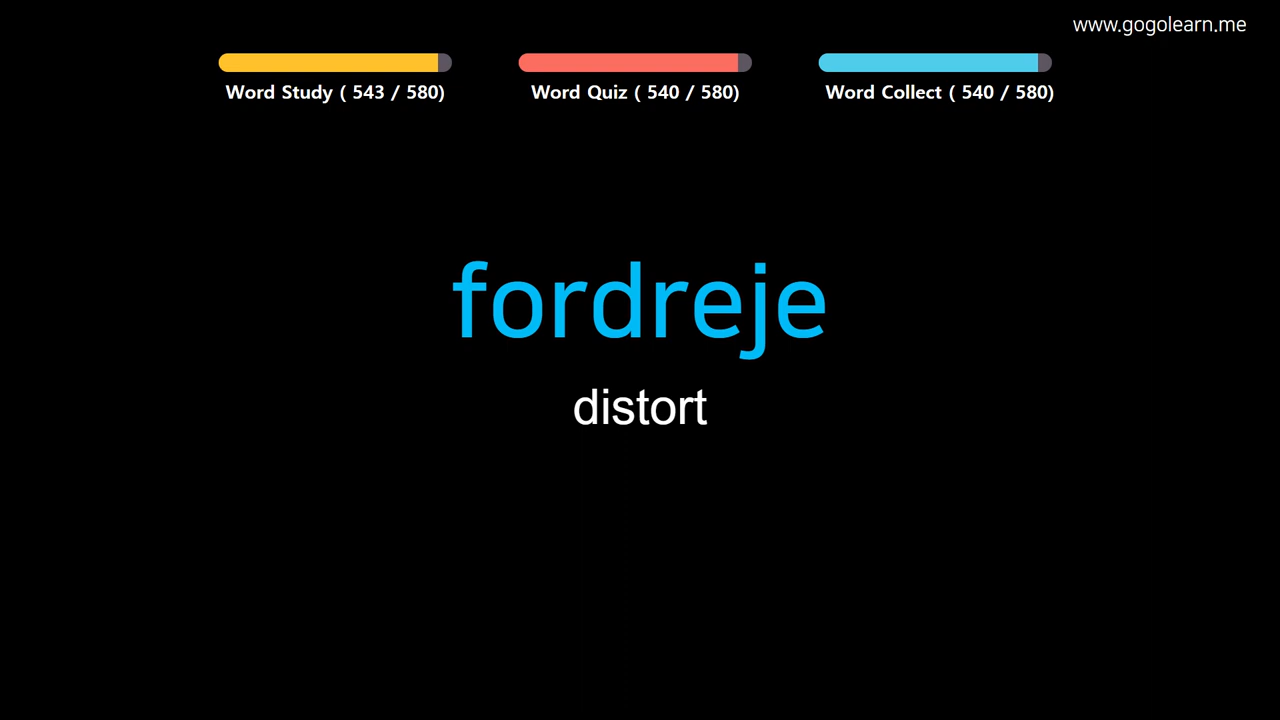 www.gogolearn.me
Word Study ( 543 / 580)
Word Quiz ( 540 / 580)
Word Collect ( 540 / 580)
fordreje
distort